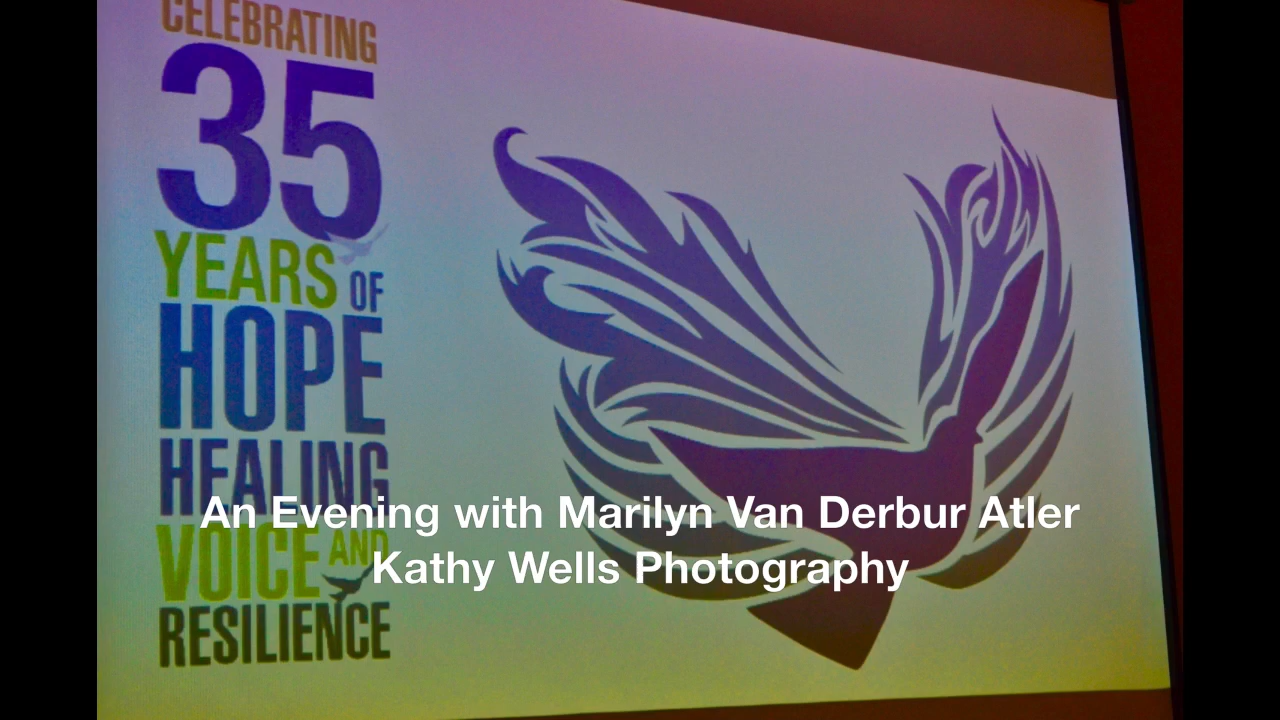 CELEBRATING
35
YEARS OF
HOPE
HEALING
VOICE AND
RESILIENCE
An Evening with Marilyn Van Derbur Atler
Kathy Wells Photography